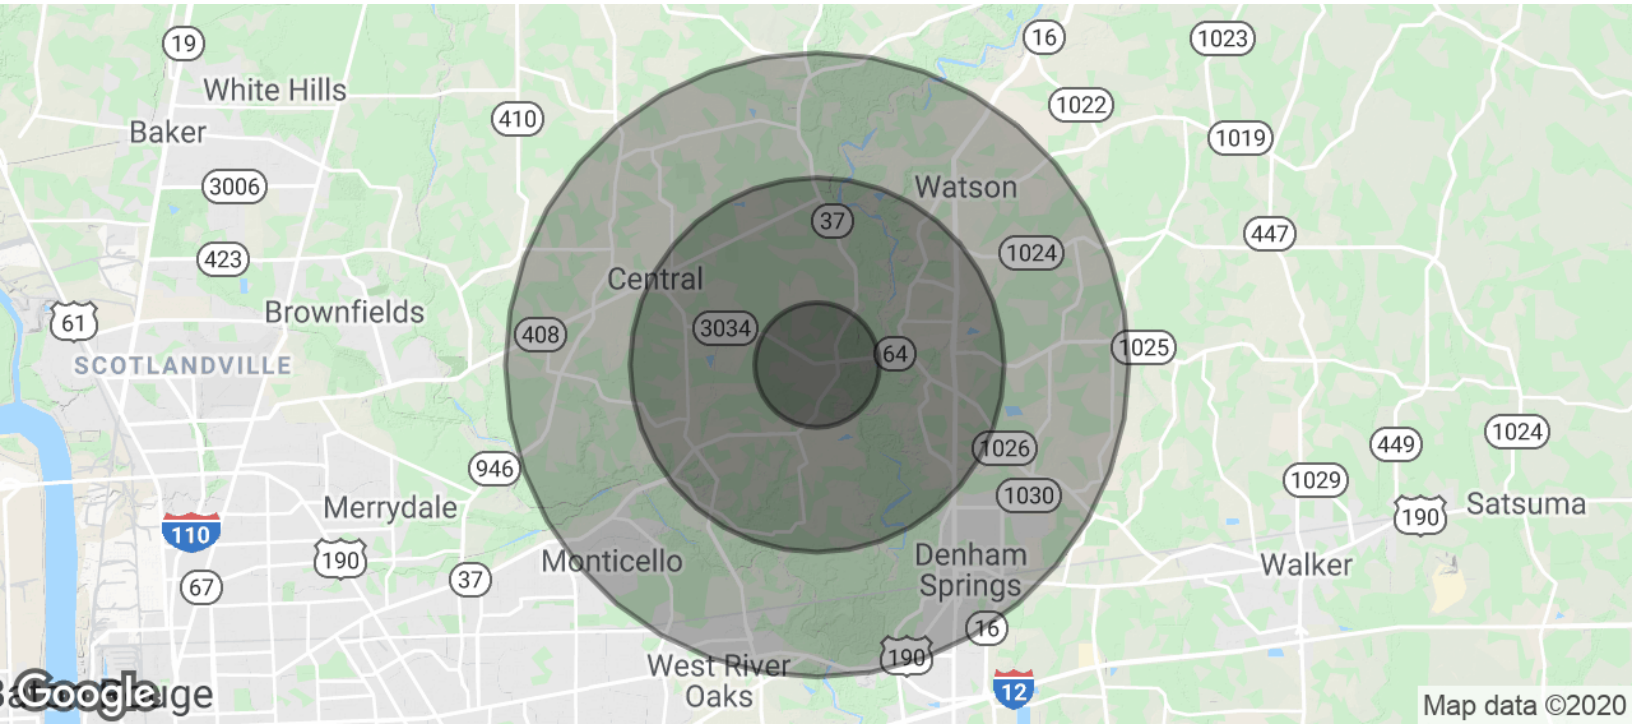 19
16
1023
White Hills
1022
410
Baker
1019
3006
Watson
37
447
423
1024
Central
Brownfields
61
3034
408
1025
64
SCOTLANDVILLE
1024
449
1026
946
1029
1030
Merrydale
Satsuma
190
110
190
Denham
Springs
Monticello
Walker
37
67
16
190
West River
Oaks
12
Google
Map data ©2020